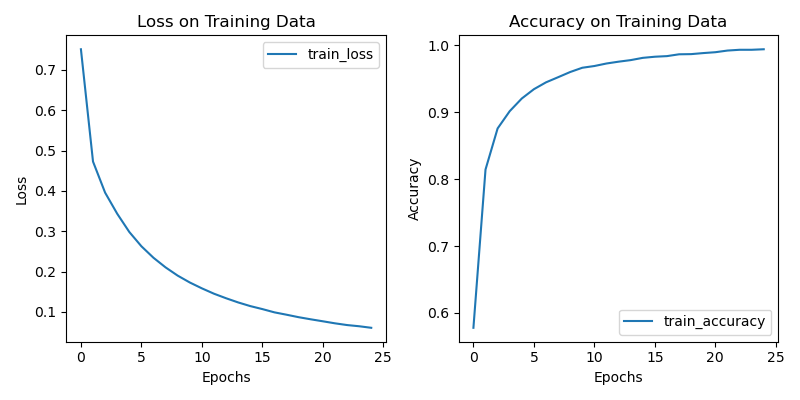 Loss on Training Data
train_loss
0.7
0.6
0.5
0.4
0.3
0.2
0.1
Loss
0 5 10 15 20 25
Epochs
Accuracy on Training Data
1.0
0.9
0.8
0.7
0.6
Accuracy
train_accuracy
0 5 10 15 20 25
Epochs